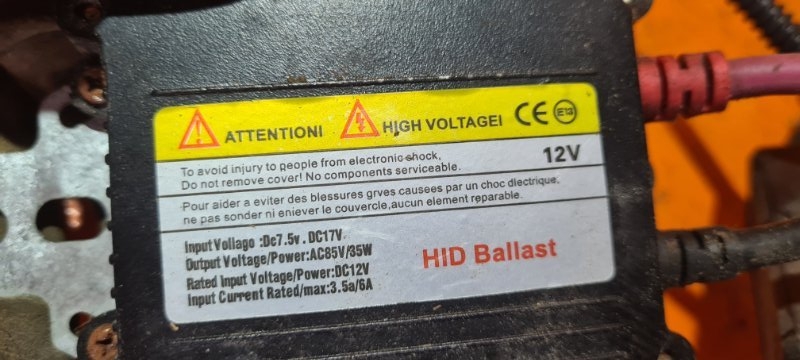 ATTENTIONI
HIGH VOLTAGEI
CE E13
To avoid injury to people from electronic shock,
Do not remove cover! No components serviceable.
12V
Pour aider a eviter des blessures grves causees par un choc dlectrique.
ne pas sonder ni eniever le couvercle,aucun element reparable.
Input Voliago :Dc7.5v . DC17V.
Output Voltage/Power:AC85V/35W
Rated Input Voltage/Power:DC12V
Input Current Rated/max:3.5a/6A
HID Ballast